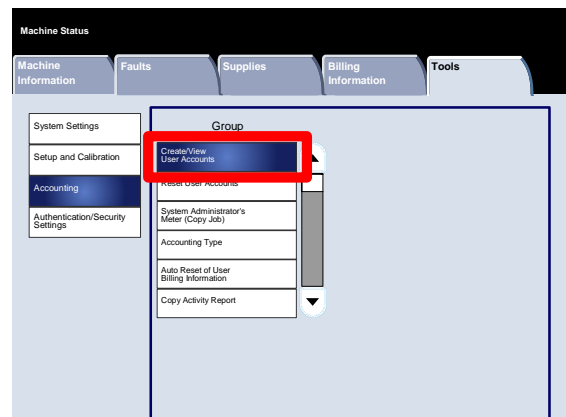 Machine Status
Machine
Information
Faults
Supplies
Billing
Information
Tools
System Settings
Setup and Calibration
Accounting
Authentication/Security
Settings
Group
Create/View
User Accounts
Reset User Accounts
System Administrator's
Meter (Copy Job)
Accounting Type
Auto Reset of User
Billing Information
Copy Activity Report